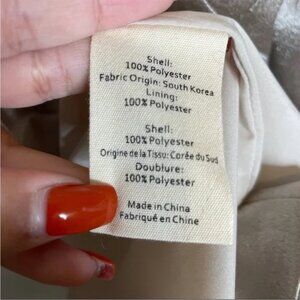 Shell:
100% Polyester
Fabric Origin: South Korea
Lining:
100% Polyester
Shell:
100% Polyester
Origine de la Tissu: Corée du Sud
Doublure:
100% Polyester
Made in China
Fabriqué en Chine